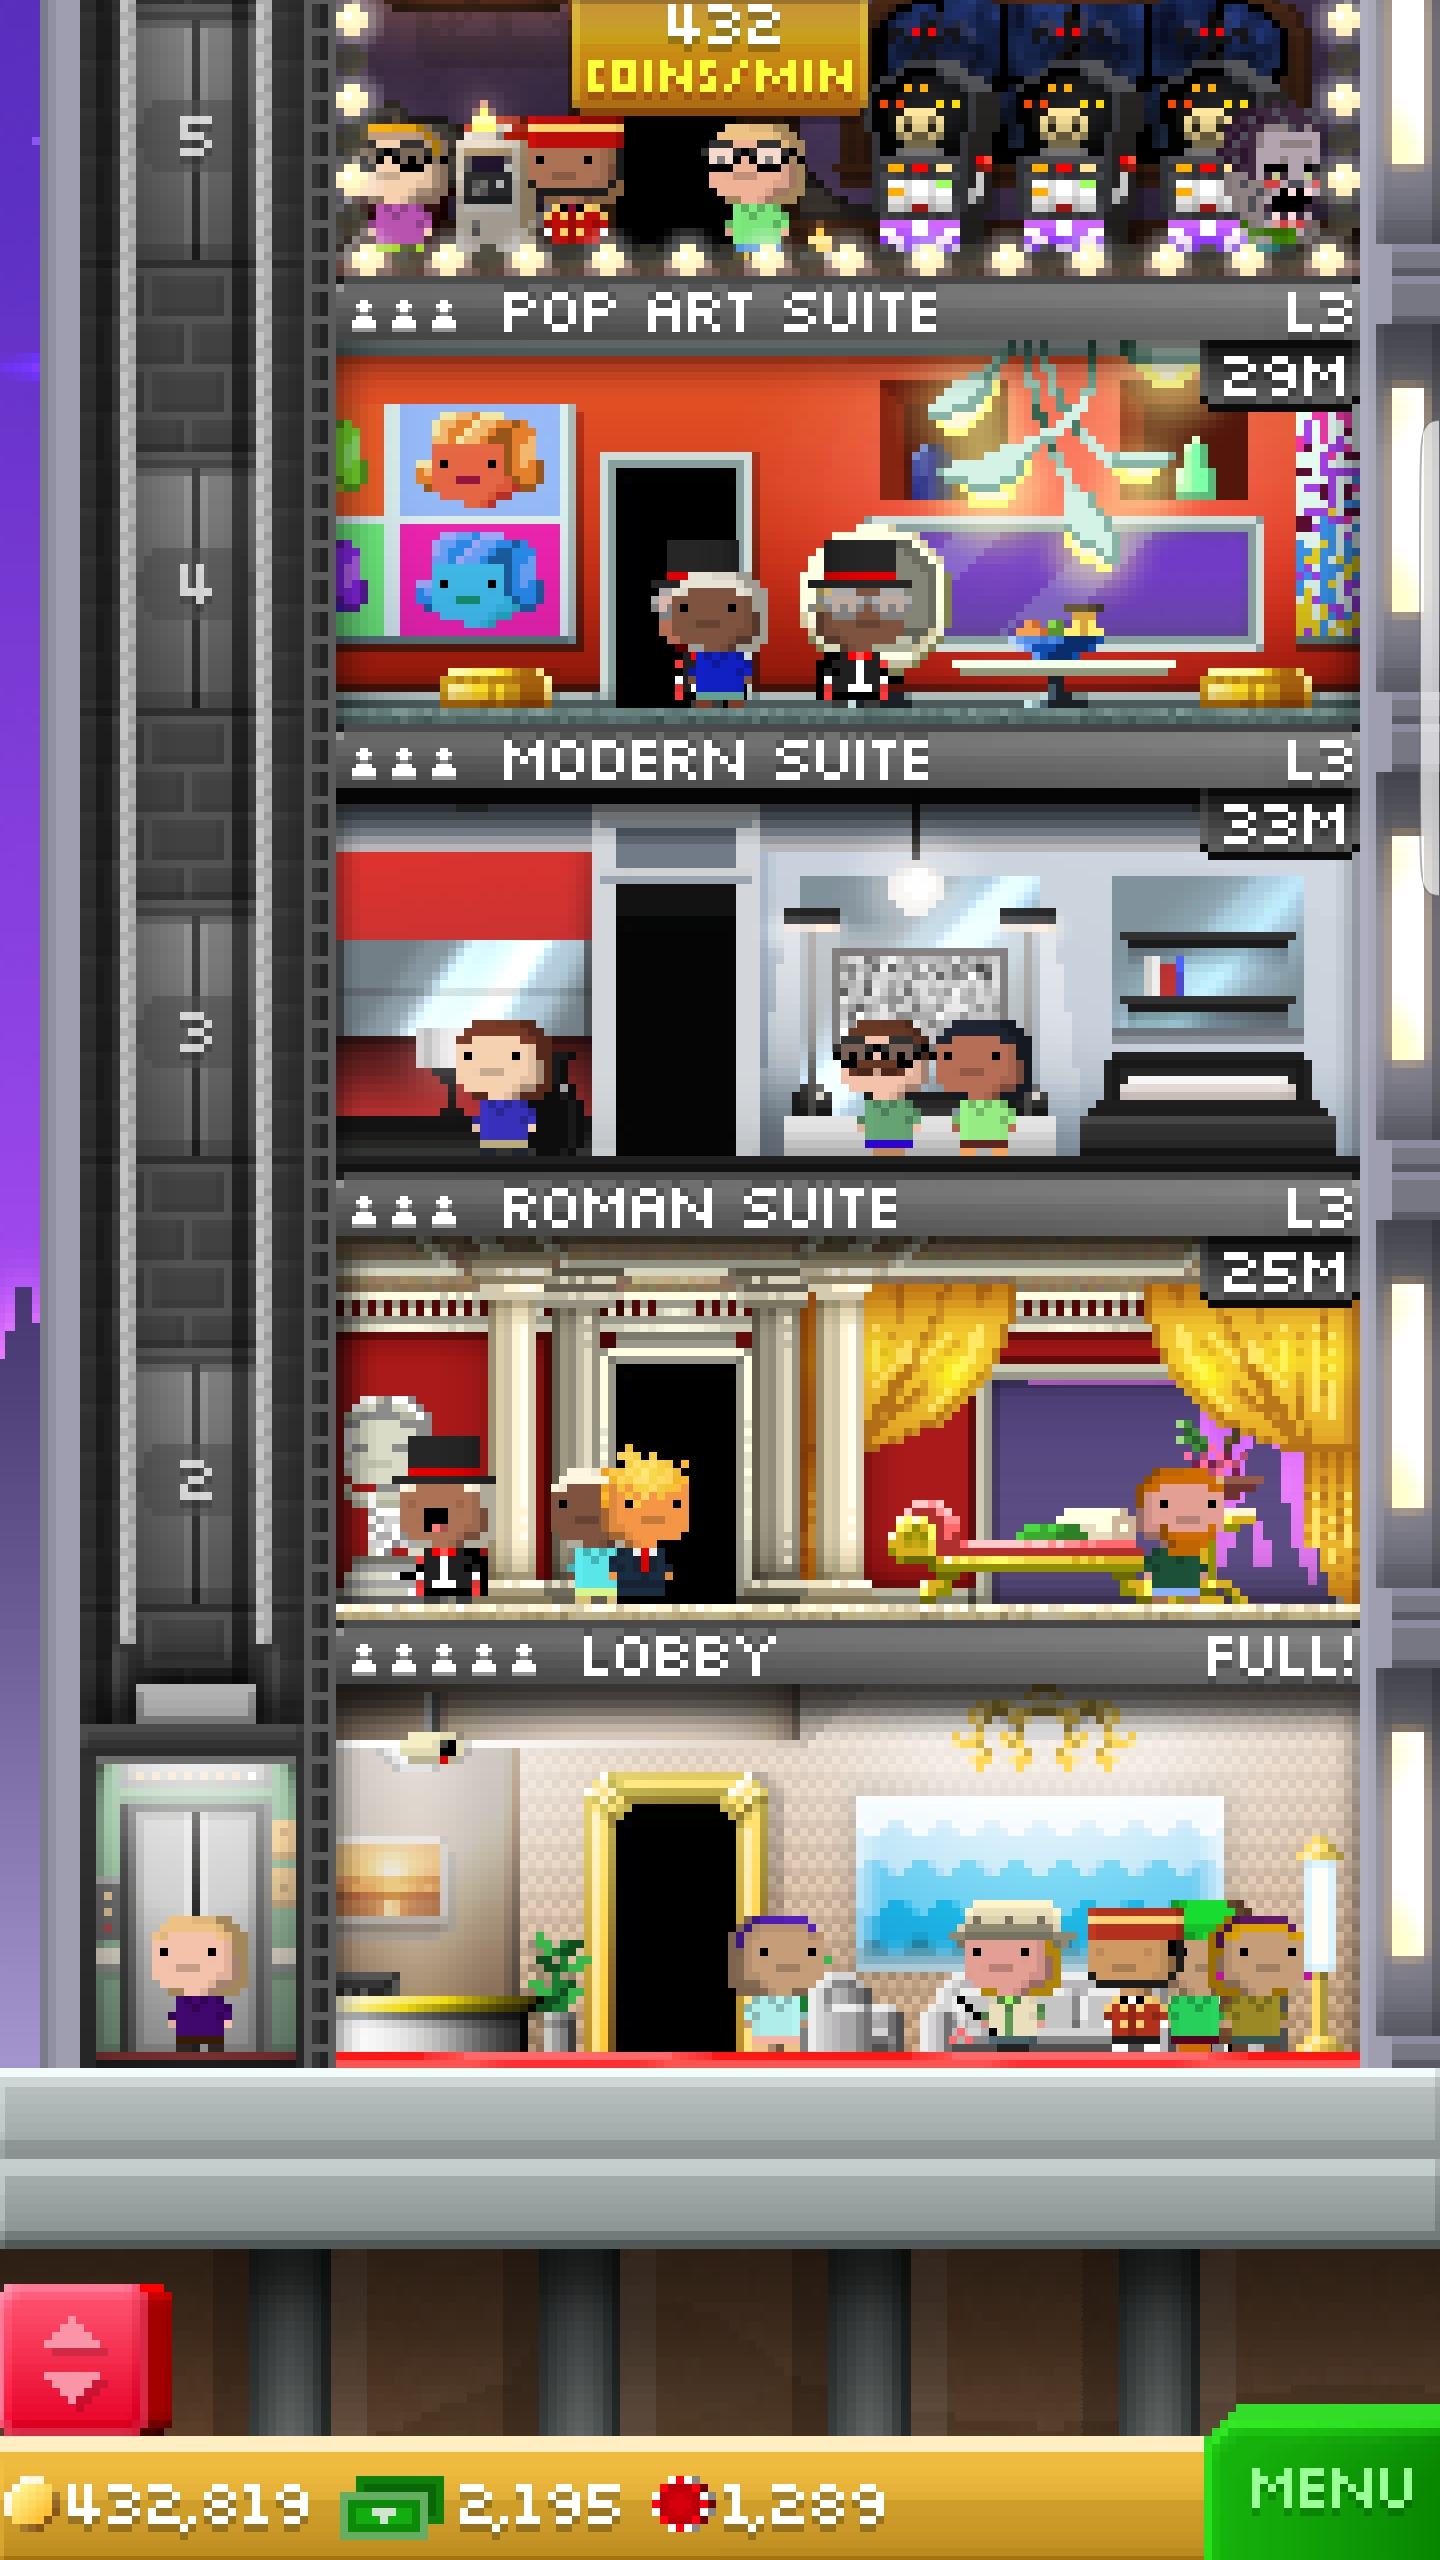 432
COINS/MIN
5
POP ART SUITE L3
29M
4
MODERN SUITE L3
33M
3
ROMAN SUITE L3
25M
2
LOBBY FULL!
432,819 2,195 1,289
MENU